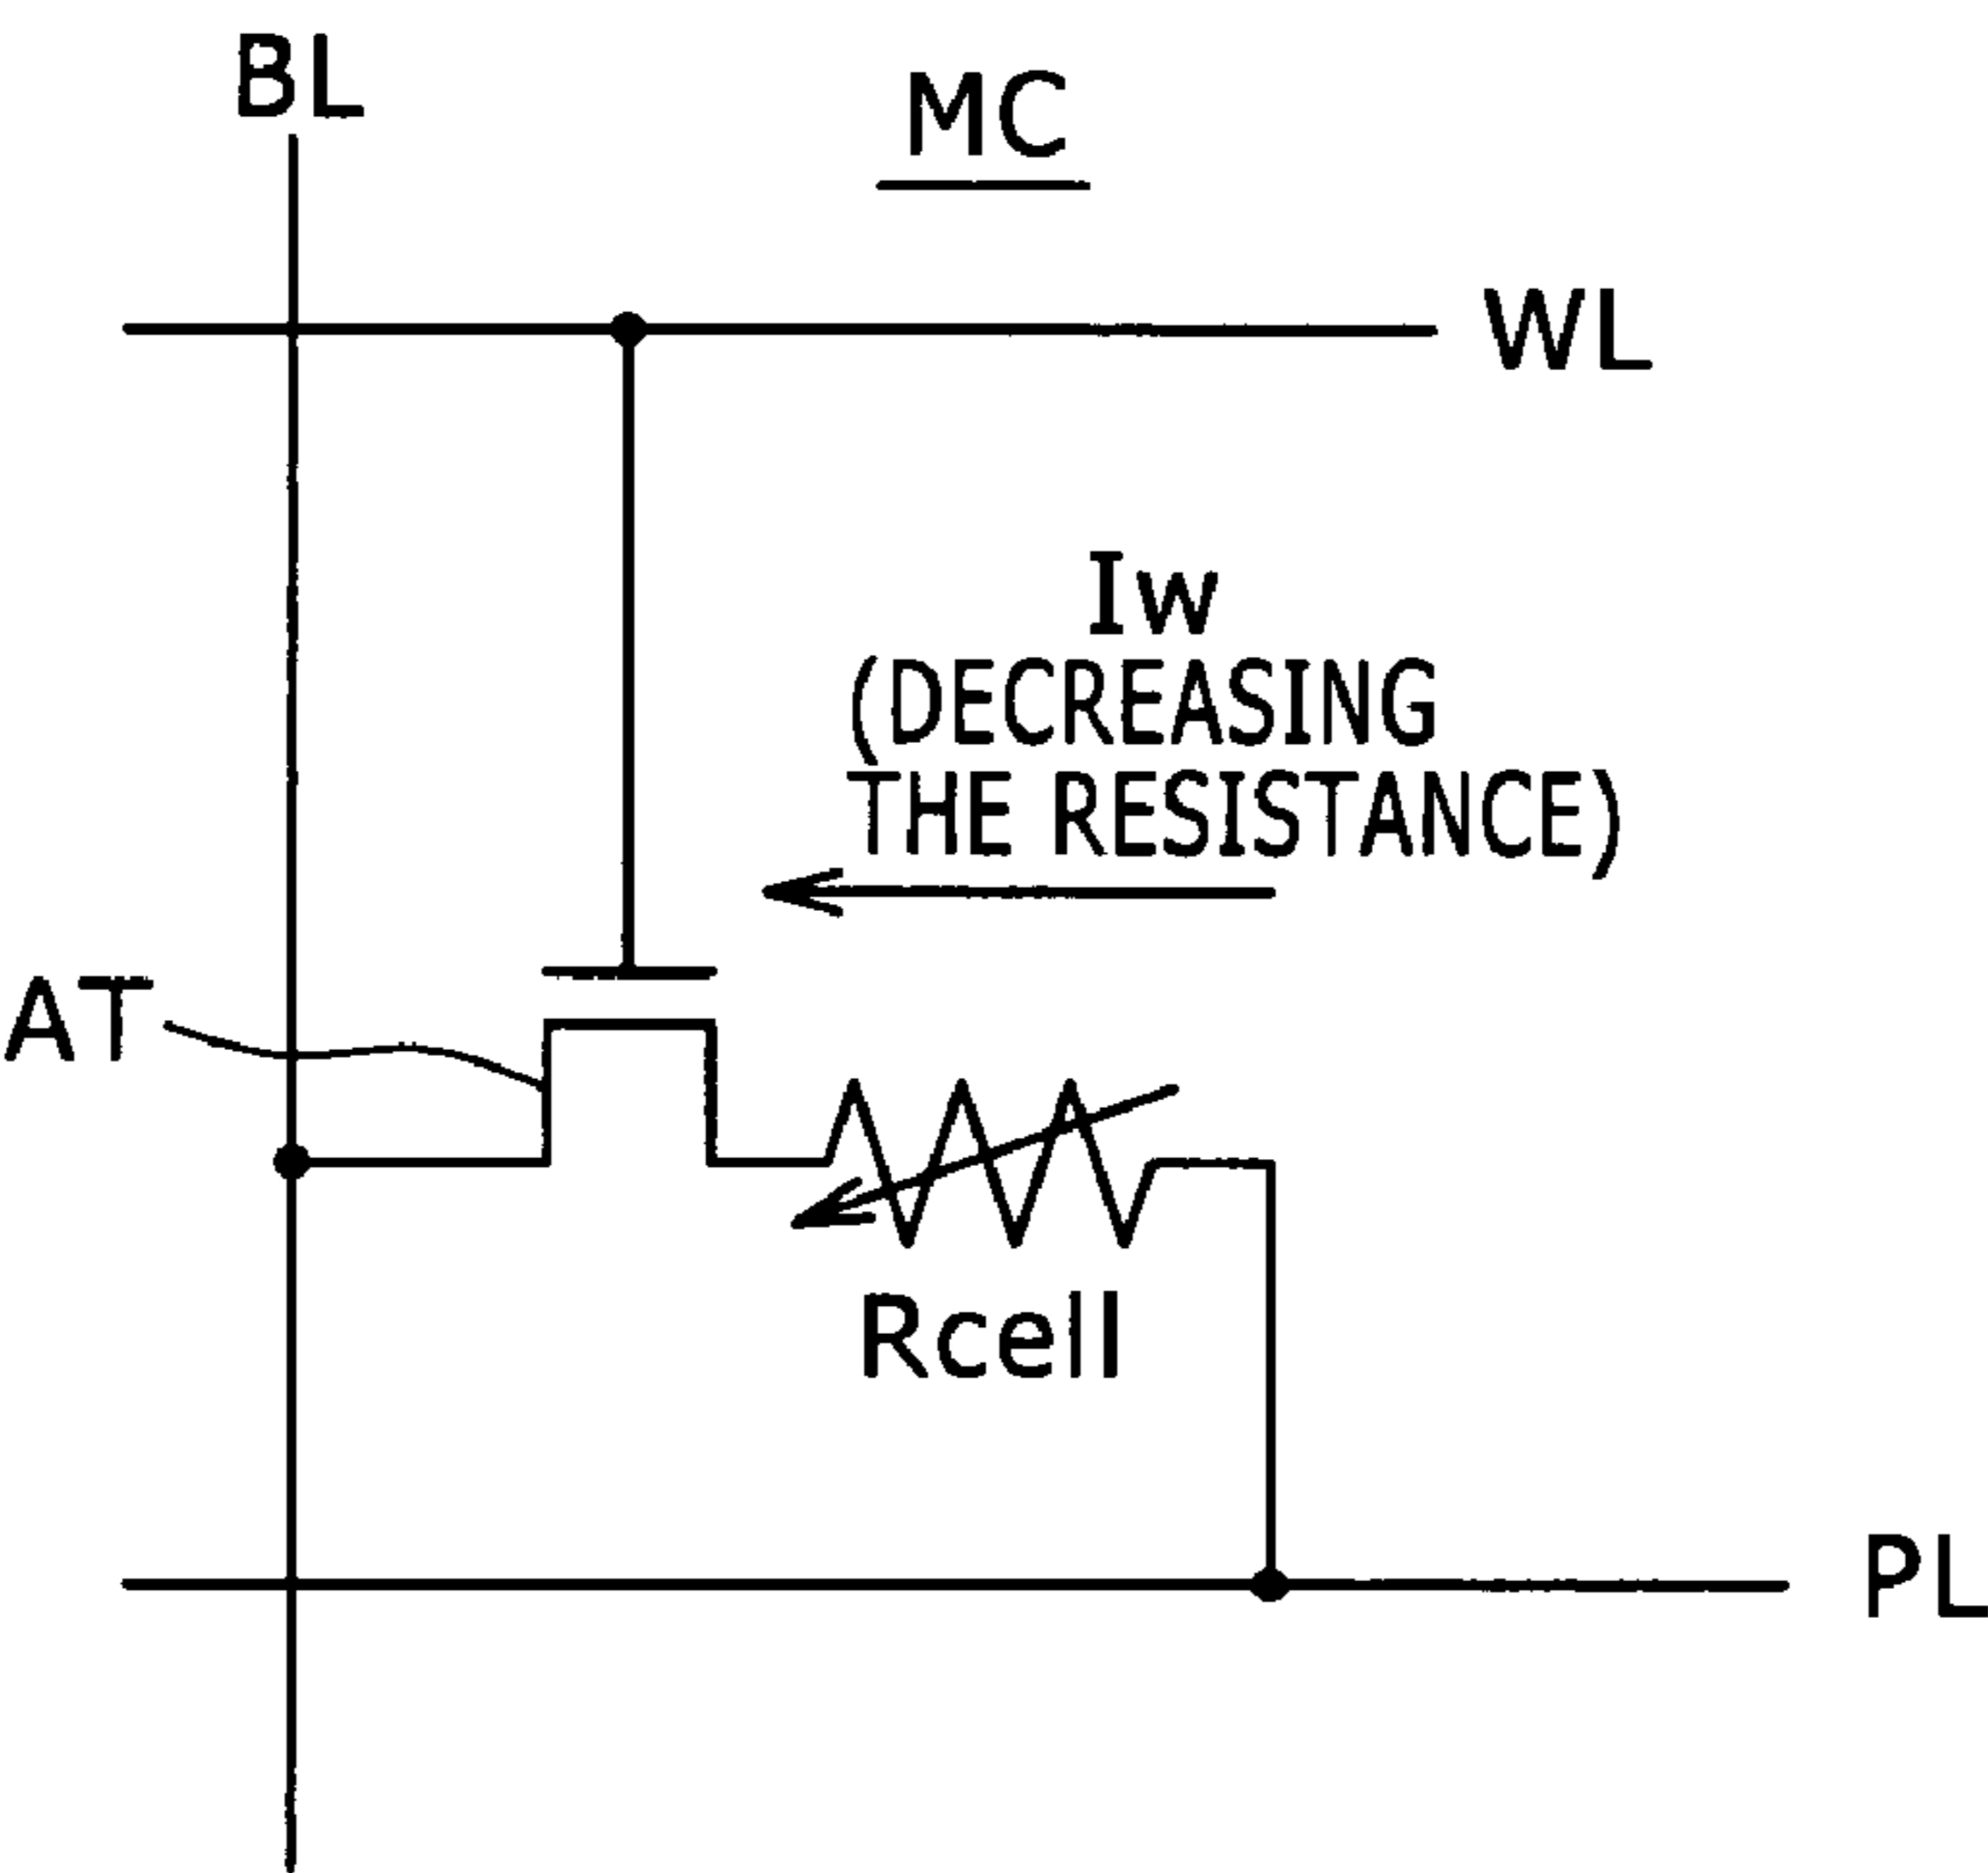 BL
MC
WL
Iw
(DECREASING
THE RESISTANCE)
AT
Rcell
PL